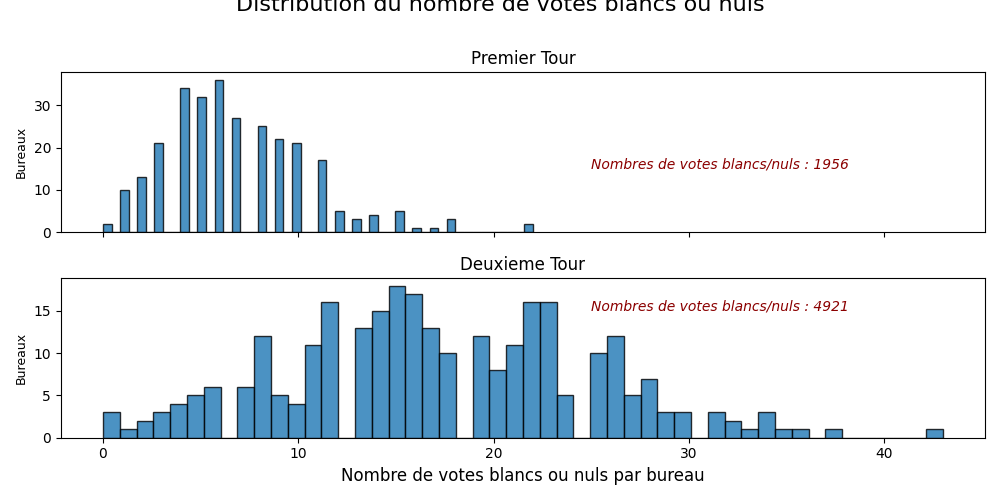 Distribution du nombre de votes blancs ou nuls
Premier Tour
30
20
10
0
Bureaux
Nombres de votes blancs/nuls : 1956
Deuxieme Tour
15
10
5
0
Bureaux
Nombres de votes blancs/nuls : 4921
0 10 20 30 40
Nombre de votes blancs ou nuls par bureau